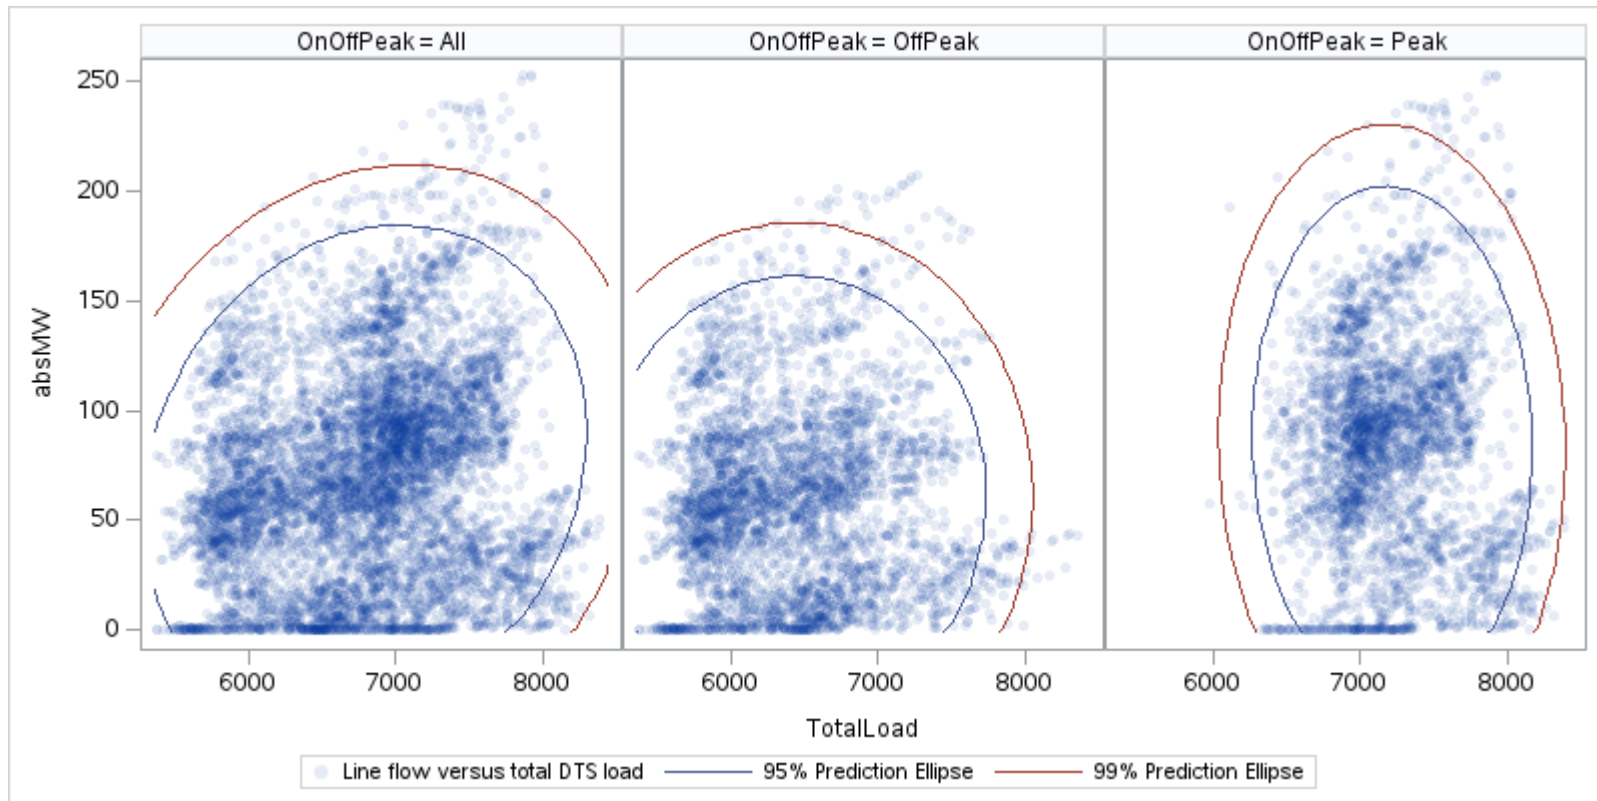 OnOffPeak = All
OnOffPeak = OffPeak
OnOffPeak = Peak
250
200
150
100
50
0
absMW
6000 7000 8000 6000 7000 8000 6000 7000 8000
TotalLoad
Line flow versus total DTS load 95% Prediction Ellipse 99% Prediction Ellipse